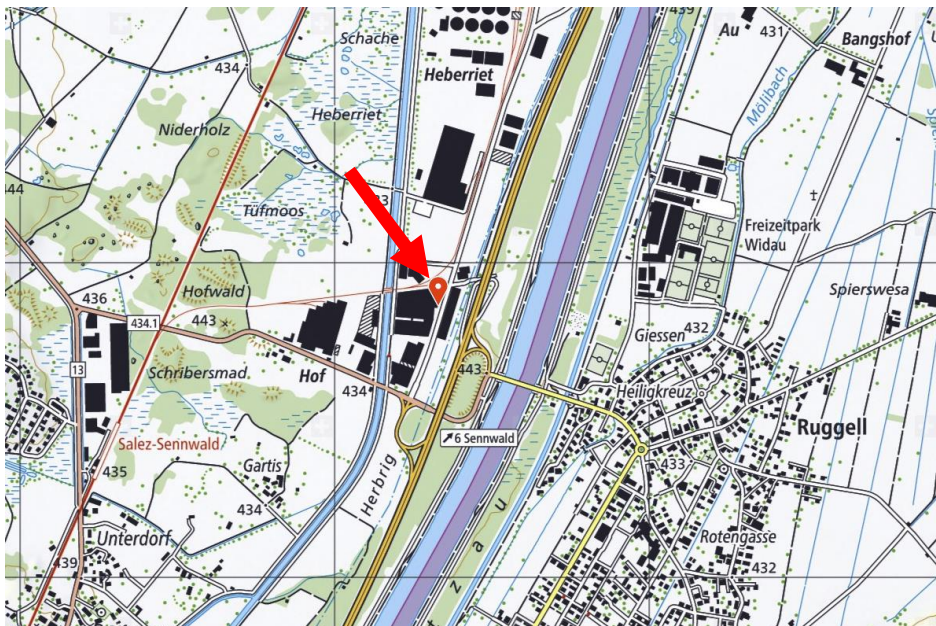 Au
431
439
Bangshof
Schache
434
Heberriet
Möllbach
Heberriet
Niderholz
Tüfmoos
Freizeitpark
Widau
Hofwald
436
434.1
443
Spierswesa
Giessen
432
13
Schribersmad
Hof
434
443
Heiligkreuz
6 Sennwald
Ruggell
Salez-Sennwald
433
435
Gartis
434
Herbrig
Unterdorf
Rotengasse
439
432
z a u